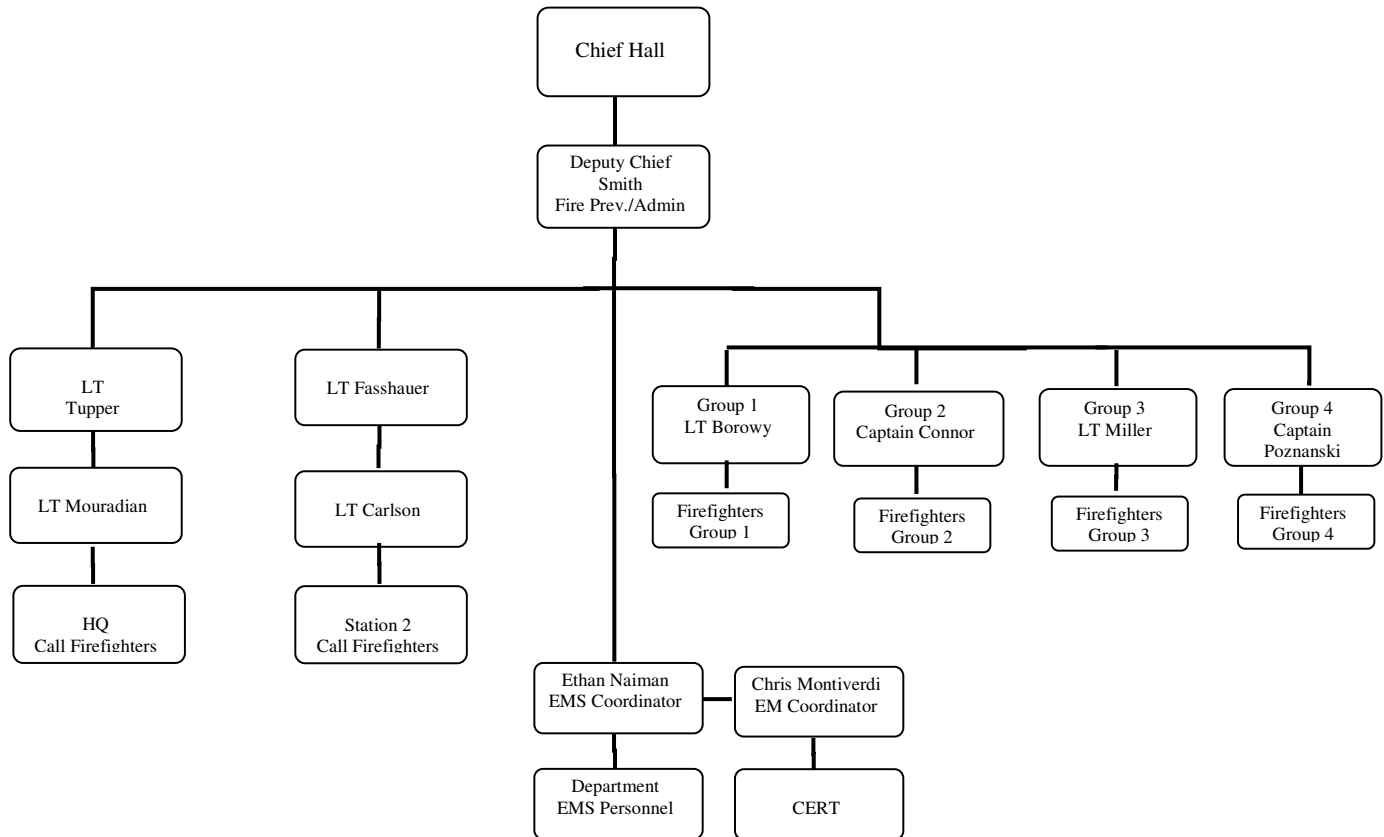 Chief Hall
Deputy Chief
Smith
Fire Prev./Admin
LT
Tupper
LT Fasshauer
Group 1
LT Borowy
Group 2
Captain Connor
Group 3
LT Miller
Group 4
Captain
Poznanski
LT Mouradian
LT Carlson
Firefighters
Group 1
Firefighters
Group 2
Firefighters
Group 3
Firefighters
Group 4
HQ
Call Firefighters
Station 2
Call Firefighters
Ethan Naiman
EMS Coordinator
Chris Montiverdi
EM Coordinator
Department
EMS Personnel
CERT